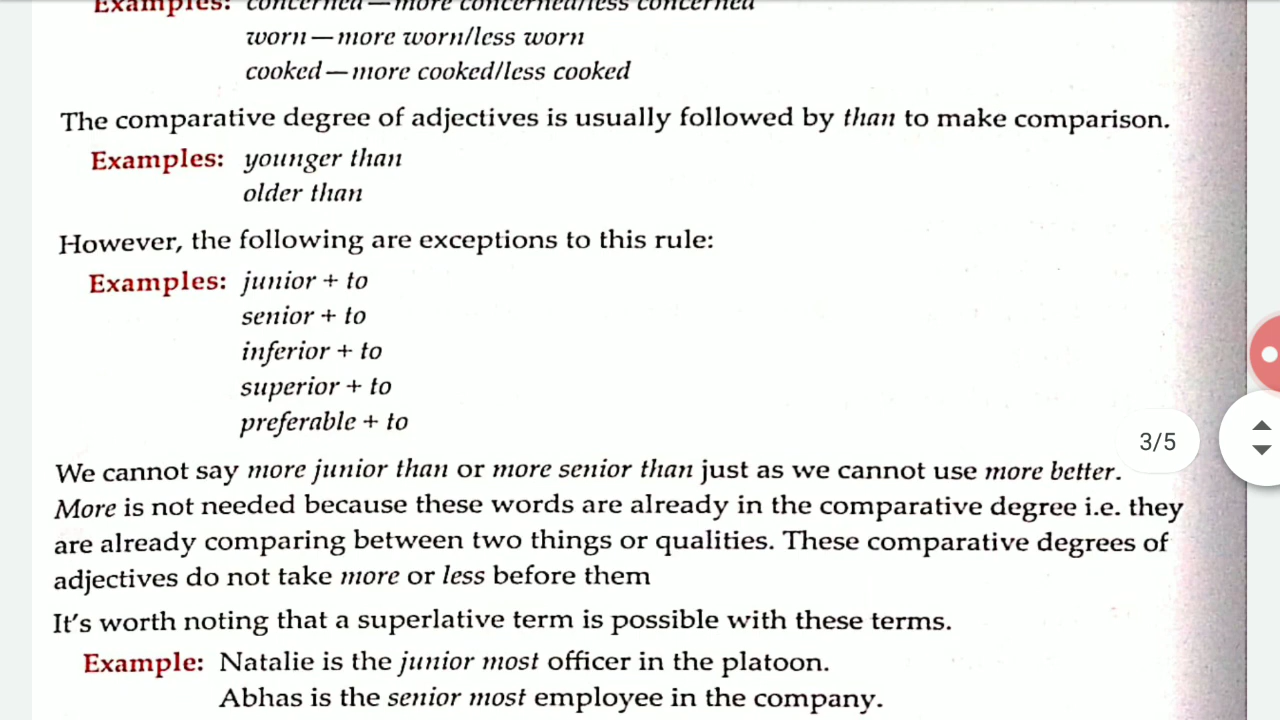 Examples: concerned—more concerned/less concerned
worn—more worn/less worn
cooked—more cooked/less cooked
The comparative degree of adjectives is usually followed by than to make comparison.
Examples: younger than
older than
However, the following are exceptions to this rule:
Examples: junior + to
senior + to
inferior + to
superior + to
preferable + to
3/5
We cannot say more junior than or more senior than just as we cannot use more better.
More is not needed because these words are already in the comparative degree i.e. they
are already comparing between two things or qualities. These comparative degrees of
adjectives do not take more or less before them
It's worth noting that a superlative term is possible with these terms.
Example: Natalie is the junior most officer in the platoon.
Abhas is the senior most employee in the company.